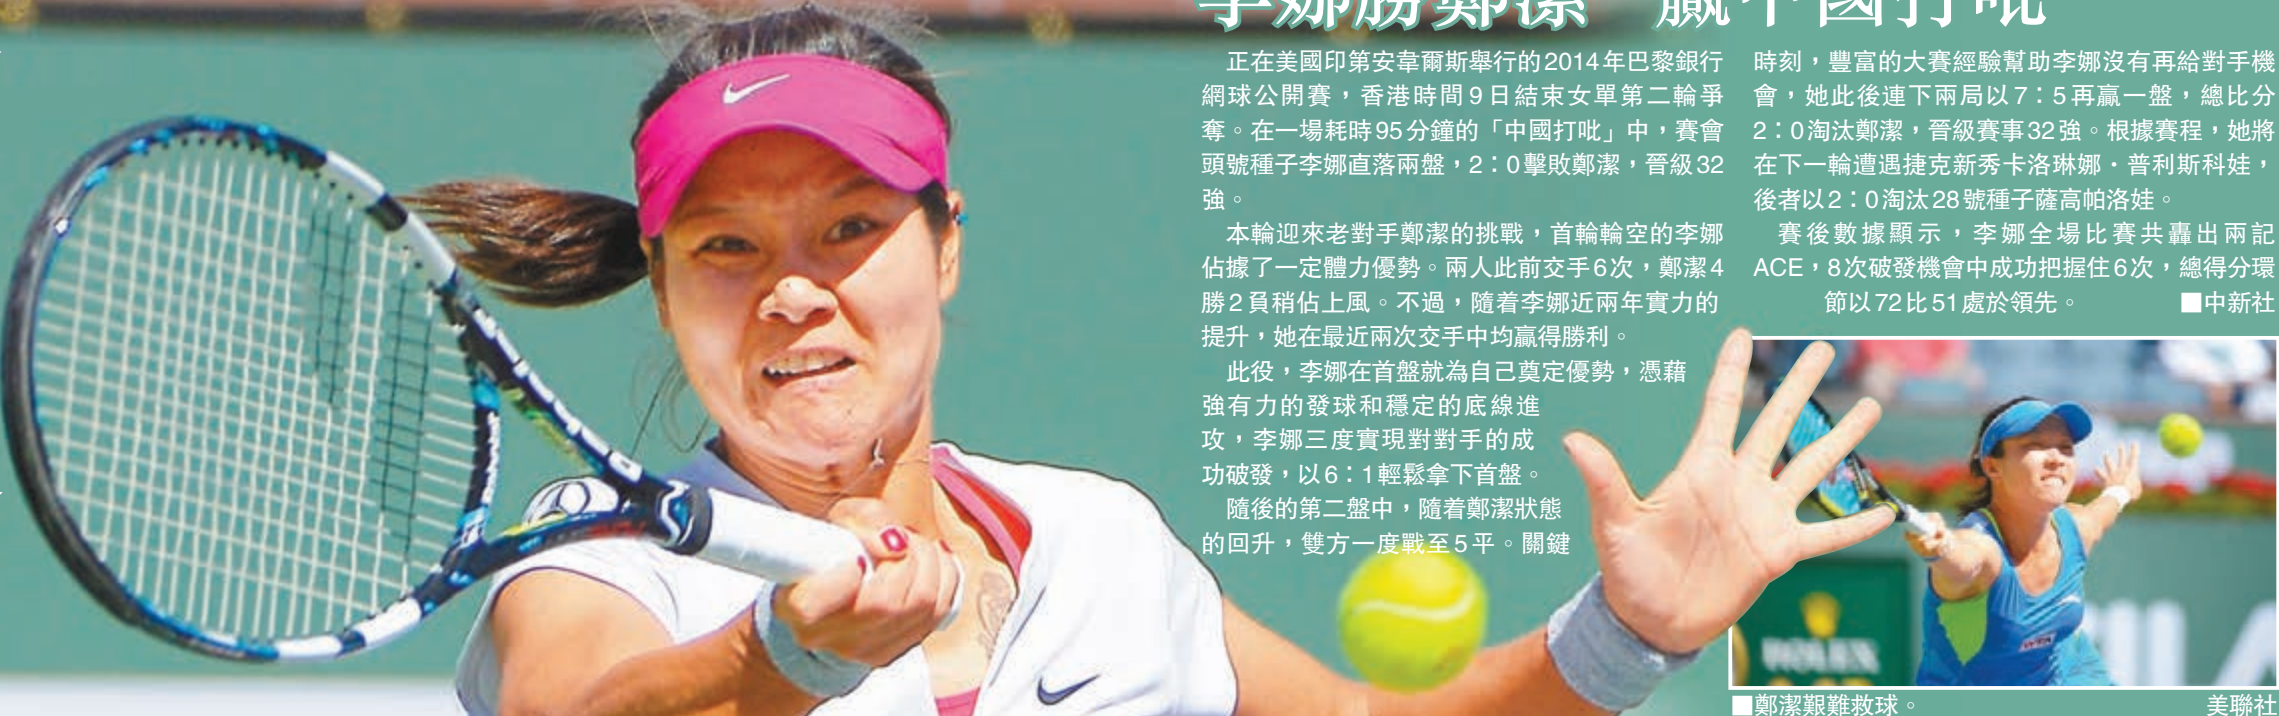 李娜勝鄭潔 贏中國打吡
正在美國印第安韋爾斯舉行的2014年巴黎銀行
網球公開賽，香港時間9日結束女單第二輪爭
奪。在一場耗時95分鐘的「中國打吡」中，賽會
頭號種子李娜直落兩盤，2：0擊敗鄭潔，晉級32
強。
本輪迎來老對手鄭潔的挑戰，首輪輪空的李娜
佔據了一定體力優勢。兩人此前交手6次，鄭潔4
勝2負稍佔上風。不過，隨着李娜近兩年實力的
提升，她在最近兩次交手中均贏得勝利。
此役，李娜在首盤就為自己奠定優勢，憑藉
強有力的發球和穩定的底線進
攻，李娜三度實現對對手的成
功破發，以6：1輕鬆拿下首盤。
隨後的第二盤中，隨着鄭潔狀態
的回升，雙方一度戰至5平。關鍵
時刻，豐富的大賽經驗幫助李娜沒有再給對手機
會，她此後連下兩局以7：5再贏一盤，總比分
2：0淘汰鄭潔，晉級賽事32強。根據賽程，她將
在下一輪遭遇捷克新秀卡洛琳娜·普利斯科娃，
後者以2：0淘汰28號種子薩高帕洛娃。
賽後數據顯示，李娜全場比賽共轟出兩記
ACE，8次破發機會中成功把握住6次，總得分環
節以72比51處於領先。 ■中新社
ROLEX
■鄭潔艱難救球。 美聯社